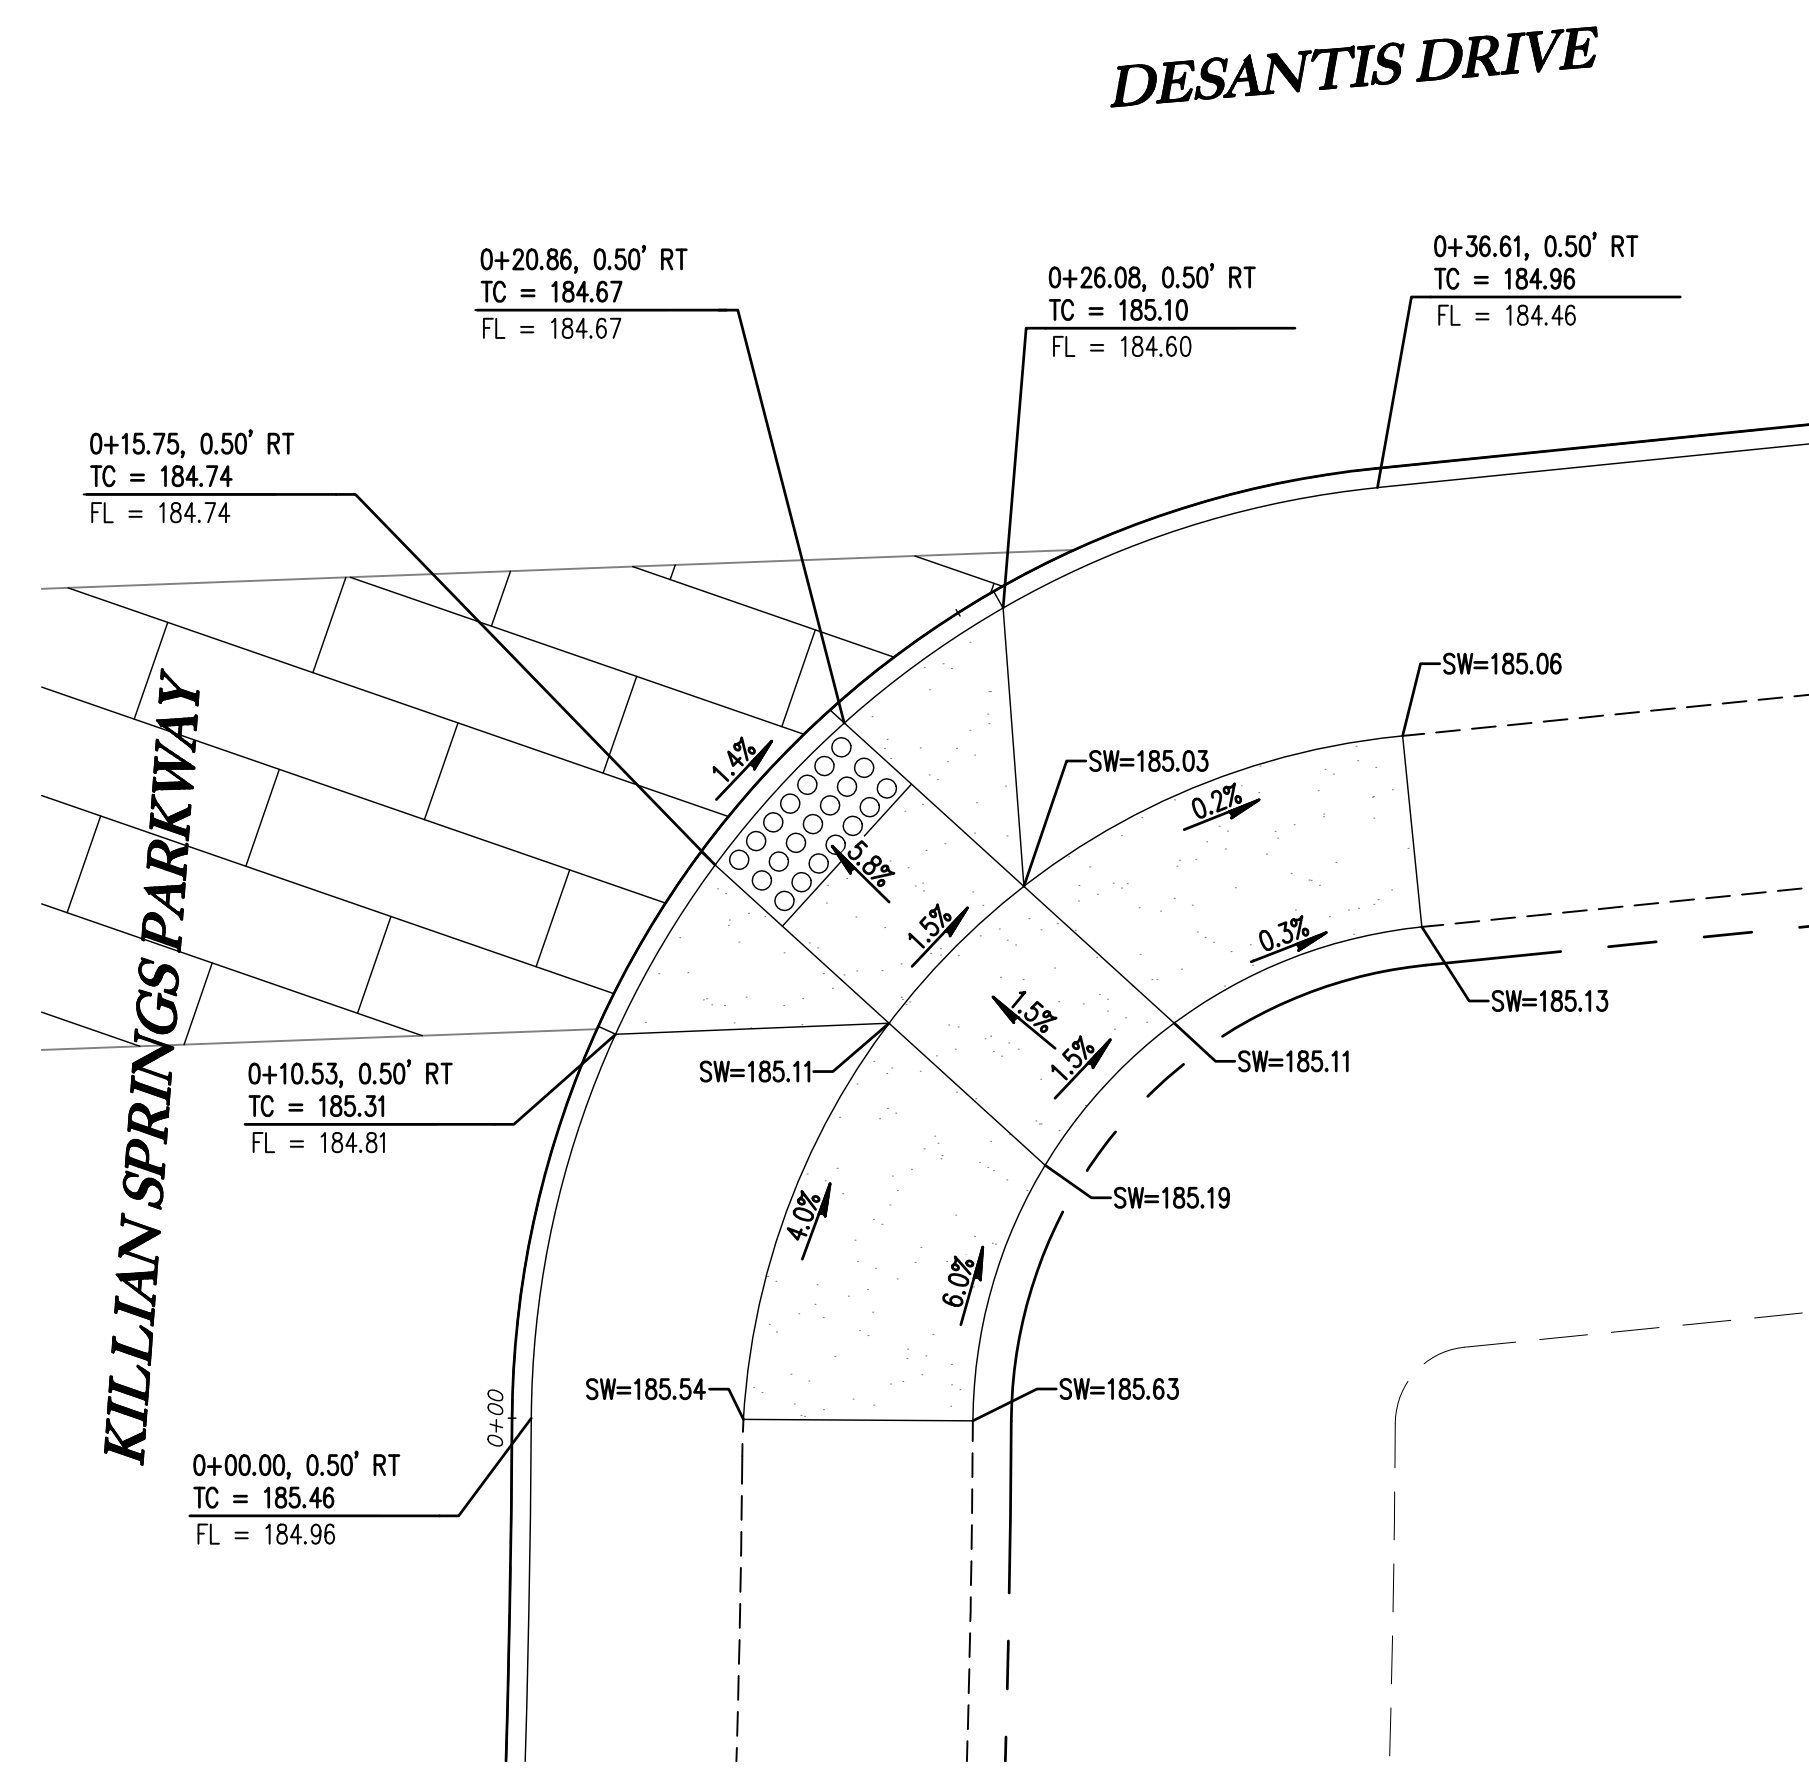 DESANTIS DRIVE
0+20.86, 0.50' RT
TC = 184.67
FL = 184.67
0+26.08, 0.50' RT
TC = 185.10
FL = 184.60
0+36.61, 0.50' RT
TC = 184.96
FL = 184.46
0+15.75, 0.50' RT
TC = 184.74
FL = 184.74
KILLIAN SPRINGS PARKWAY
SW=185.06
SW=185.03
1.4%
0.2%
5.8%
1.5%
0.3%
SW=185.13
1.5%
1.5%
SW=185.11
SW=185.11
0+10.53, 0.50' RT
TC = 185.31
FL = 184.81
SW=185.19
4.0%
6.0%
SW=185.54
SW=185.63
0+00
0+00.00, 0.50' RT
TC = 185.46
FL = 184.96